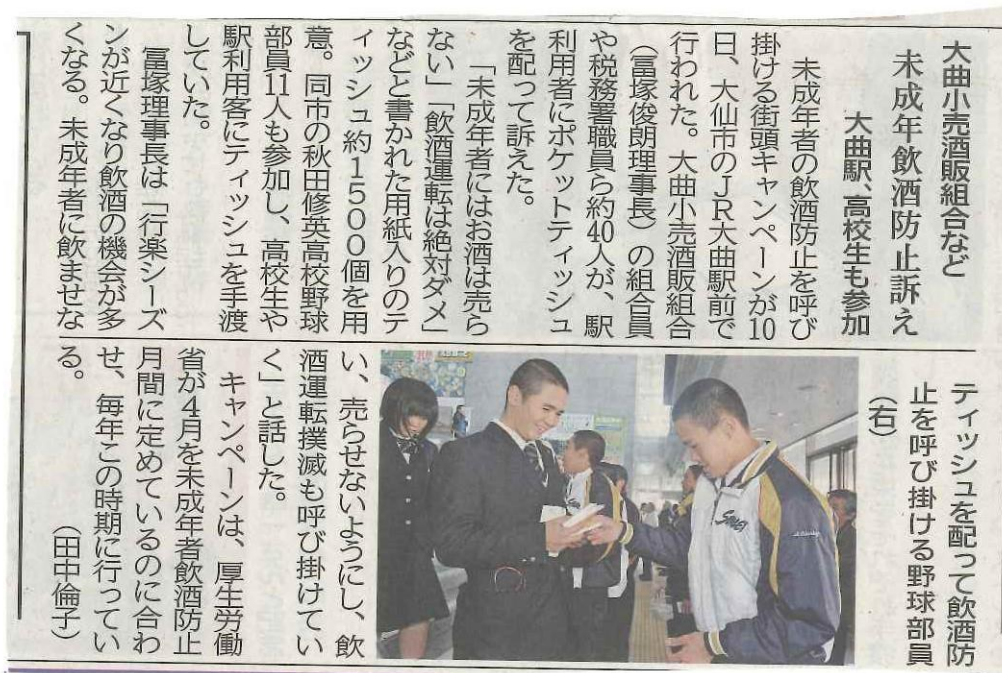 大曲小売酒販組合など
未成年飲酒防止訴え
大曲駅、高校生も参加
未成年者の飲酒防止を呼び
掛ける街頭キャンペーンが10
日、大仙市のJR大曲駅前で
行われた。大曲小売酒販組合
（冨塚俊朗理事長）の組合員
や税務署職員ら約40人が、駅
利用者にポケットティッシュ
を配って訴えた。
「未成年者にはお酒は売ら
ない」「飲酒運転は絶対ダメ」
などと書かれた用紙入りのテ
ィッシュ約1500個を用
意。同市の秋田修英高校野球
部員11人も参加し、高校生や
駅利用客にティッシュを手渡
していた。
冨塚理事長は「行楽シーズ
ンが近くなり飲酒の機会が多
くなる。未成年者に飲ませな
い、売らせないようにし、飲
酒運転撲滅も呼び掛けてい
く」と話した。
キャンペーンは、厚生労働
省が4月を未成年者飲酒防止
月間に定めているのに合わ
せ、毎年この時期に行ってい
る。
（田中倫子）
ティッシュを配って飲酒防
止を呼び掛ける野球部員
（右）